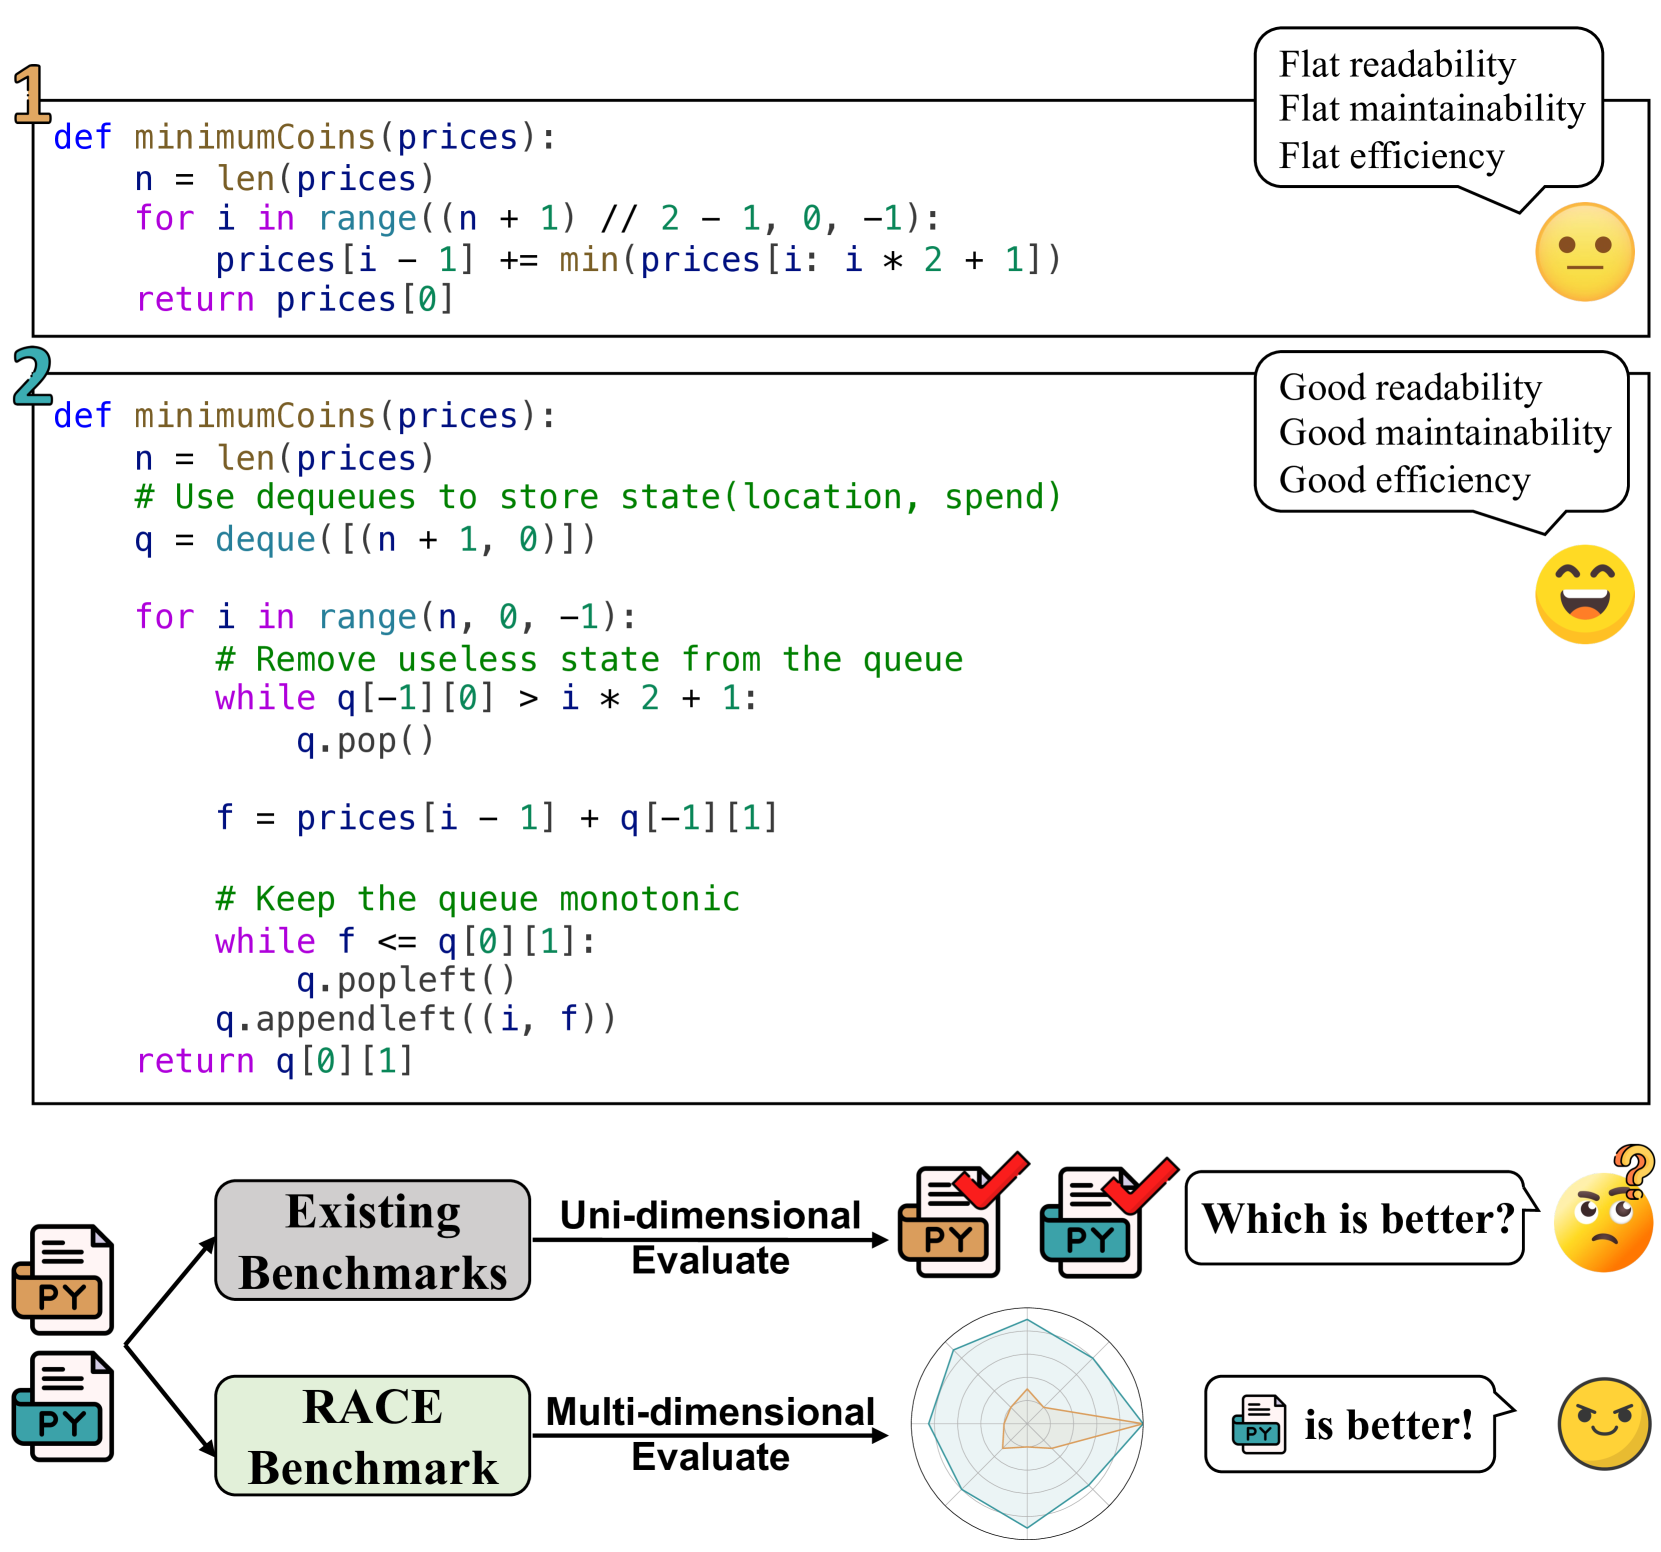 1
Flat readability
Flat maintainability
Flat efficiency
def minimumCoins(prices):
    n = len(prices)
    for i in range((n + 1) // 2 − 1, 0, −1):
        prices[i − 1] += min(prices[i: i * 2 + 1])
    return prices[0]
2
Good readability
Good maintainability
Good efficiency
def minimumCoins(prices):
    n = len(prices)
    # Use dequeues to store state(location, spend)
    q = deque([(n + 1, 0)])
    for i in range(n, 0, −1):
        # Remove useless state from the queue
        while q[−1][0] > i * 2 + 1:
            q.pop()
        f = prices[i − 1] + q[−1][1]
        # Keep the queue monotonic
        while f <= q[0][1]:
            q.popleft()
        q.appendleft((i, f))
    return q[0][1]
PY
PY
Existing
Benchmarks
Uni-dimensional
Evaluate
PY
PY
Which is better?
?
RACE
Benchmark
Multi-dimensional
Evaluate
PY
is better!